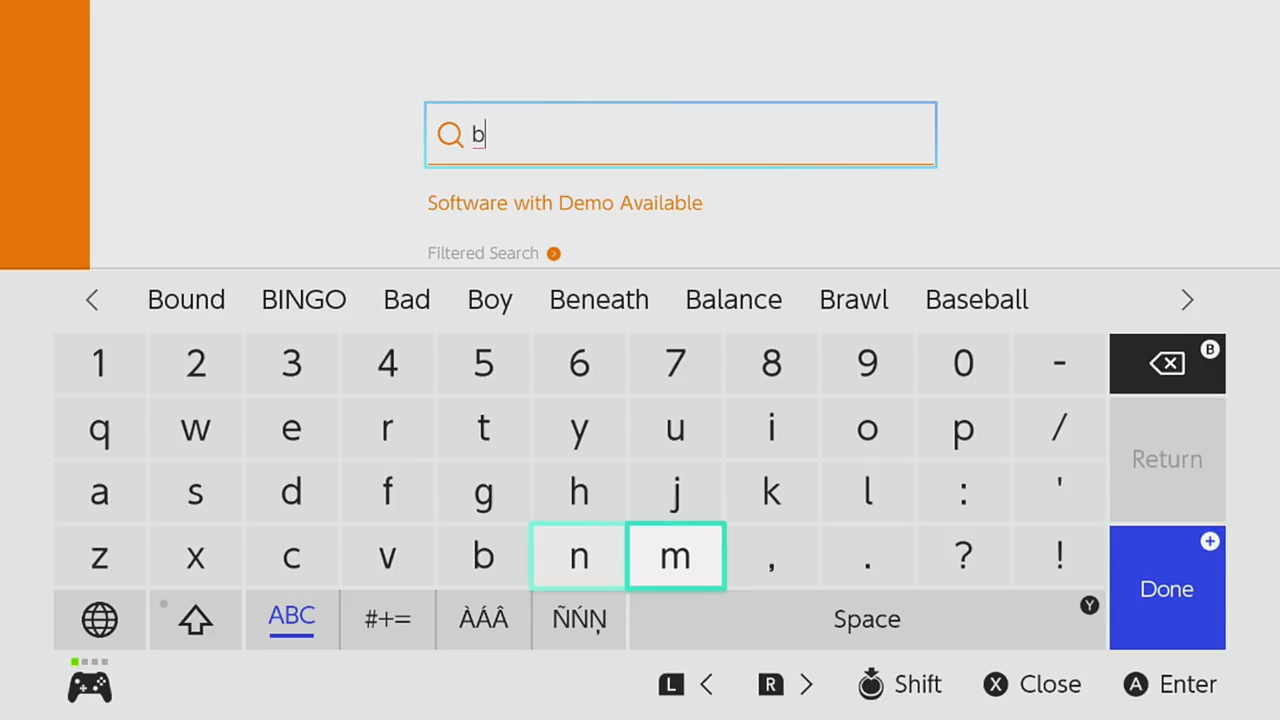 b
Software with Demo Available
Filtered Search
Bound BINGO Bad Boy Beneath Balance Brawl Baseball
1 2 3 4 5 6 7 8 9 0 - B
q w e r t y u i o p /
Return
a s d f g h j k l : '
z x c v b n m , . ? ! +
Done
ABC #+= ÀÁÂ ÑŃŅ Space Y
L < R > Shift X Close A Enter